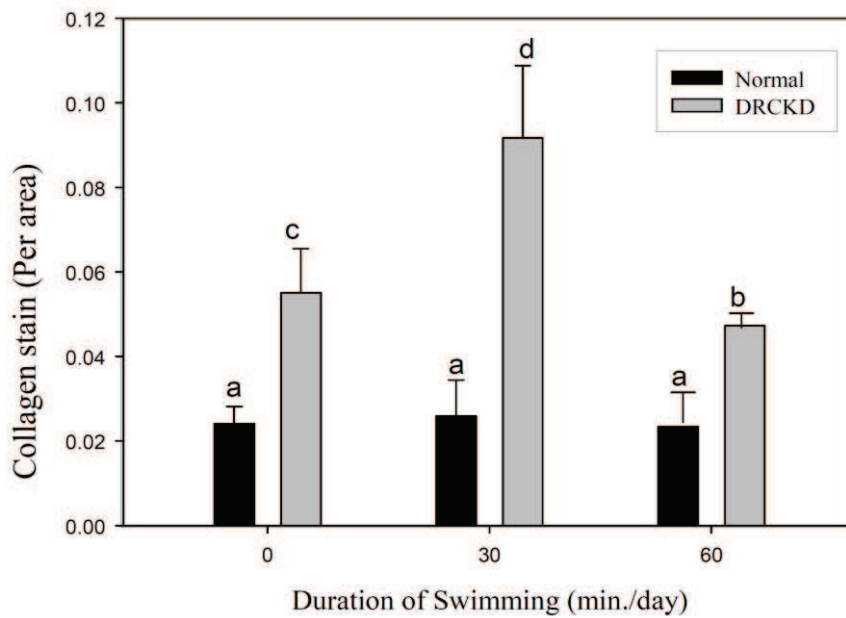 0.12
0.10
0.08
0.06
0.04
0.02
0.00
Collagen stain (Per area)
Normal
DRCKD
a
c
a
d
a
b
0
30
60
Duration of Swimming (min./day)